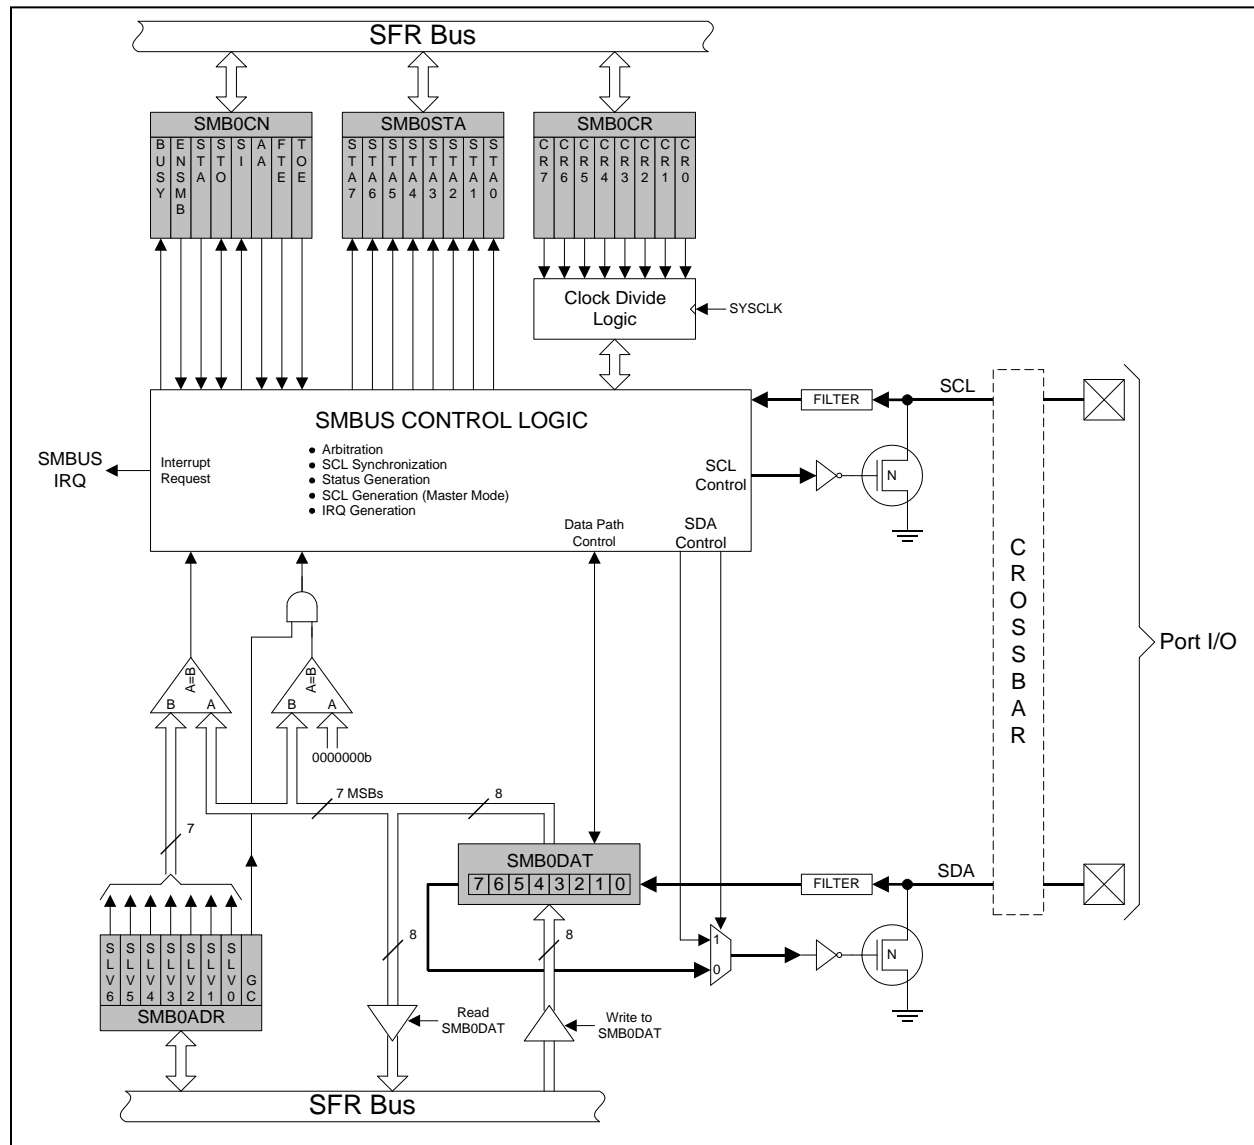 SFR Bus
SMB0CN
SMB0STA
SMB0CR
BUSY
ENSMB
STA
STO
SI
AA
FTE
TOE
STA7
STA6
STA5
STA4
STA3
STA2
STA1
STA0
CR7
CR6
CR5
CR4
CR3
CR2
CR1
CR0
Clock Divide
Logic
SYSCLK
SMBUS CONTROL LOGIC
● Arbitration
● SCL Synchronization
● Status Generation
● SCL Generation (Master Mode)
● IRQ Generation
SMBUS
IRQ
Interrupt
Request
SCL
Control
Data Path
Control
SDA
Control
FILTER
SCL
N
CROSSBAR
Port I/O
A=B
B A
A=B
B A
0000000b
7 MSBs
8
7
SMB0DAT
7 6 5 4 3 2 1 0
FILTER
SDA
1
0
N
8
8
SLV6
SLV5
SLV4
SLV3
SLV2
SLV1
SLV0
GC
SMB0ADR
Read
SMB0DAT
Write to
SMB0DAT
SFR Bus